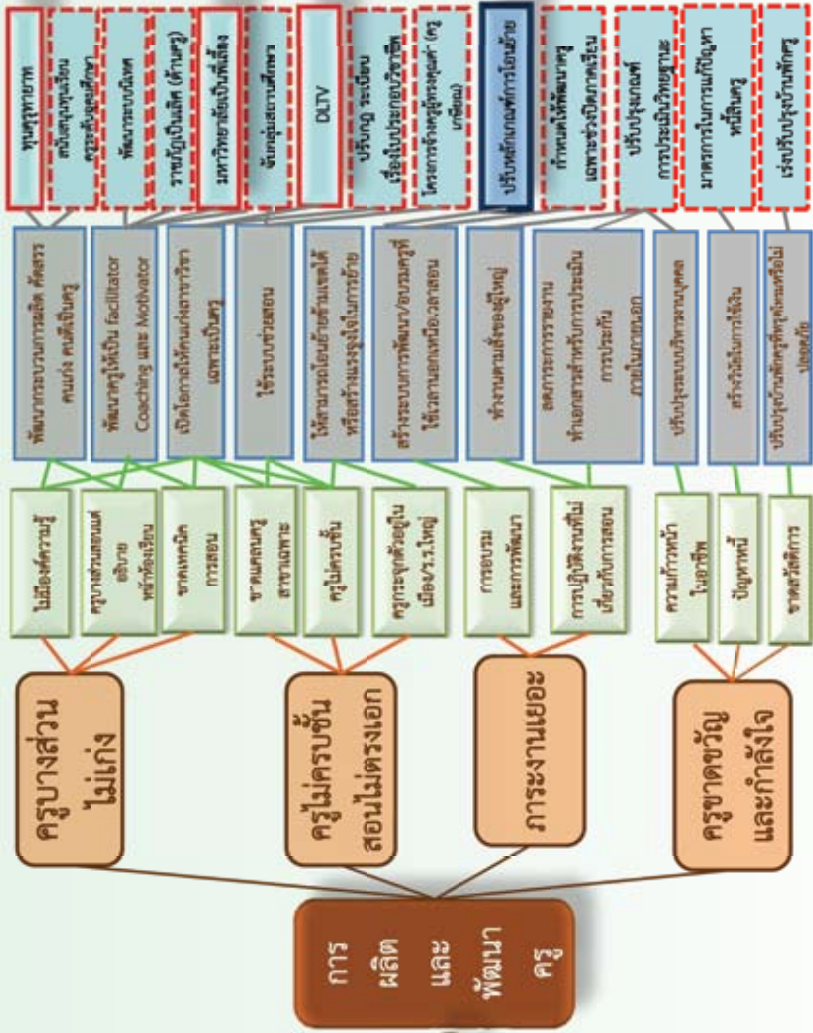 การ
ผลิต
และ
พัฒนา
ครู
ครูบางส่วน
ไม่เก่ง
ครูไม่ครบชั้น
สอนไม่ตรงเอก
ภาระงานเยอะ
ครูขาดขวัญ
และกำลังใจ
ไม่มีองค์ความรู้
ครูบางส่วนสอนแต่
อธิบาย
หน้าห้องเรียน
ขาดเทคนิค
การสอน
ขาดแคลนครู
สาขาเฉพาะ
ครูไม่ครบชั้น
ครูกระจุกตัวอยู่ใน
เมือง/ร.ร.ใหญ่
การอบรม
และการพัฒนา
การปฏิบัติงานที่ไม่
เกี่ยวกับการสอน
ความก้าวหน้า
ในอาชีพ
ปัญหาหนี้
ขาดสวัสดิการ
พัฒนากระบวนการผลิต คัดสรร
คนเก่ง คนดีเป็นครู
พัฒนาครูให้เป็น facilitator
Coaching และ Motivator
เปิดโอกาสให้คนเก่งสาขาวิชา
เฉพาะเป็นครู
ใช้ระบบช่วยสอน
ให้สามารถโอนย้ายข้ามเขตได้
หรือสร้างแรงจูงใจในการย้าย
สร้างระบบการพัฒนา/อบรมครูที่
ใช้เวลานอกเหนือเวลาสอน
ทำงานตามสั่งของผู้ใหญ่
ลดภาระการรายงาน
ทำเอกสารสำหรับการประเมิน
การประกัน
ภายในภายนอก
ปรับปรุงระบบบริหารงานบุคคล
สร้างวินัยในการใช้เงิน
ปรับปรุงบ้านพักครูที่ทรุดโทรมหรือไม่
ปลอดภัย
ทุนครูทายาท
สนับสนุนทุนเรียน
ครูระดับอุดมศึกษา
พัฒนาระบบนิเทศ
ราชภัฏเป็นเลิศ (ด้านครู)
มหาวิทยาลัยเป็นพี่เลี้ยง
จับกลุ่มสถานศึกษา
DLTV
ปรับกฎ ระเบียบ
เรื่องใบประกอบวิชาชีพ
โครงการจ้างครูผู้ทรงคุณค่า (ครู
เกษียณ)
ปรับหลักเกณฑ์การโอนย้าย
กำหนดให้พัฒนาครู
เฉพาะช่วงปิดภาคเรียน
ปรับปรุงเกณฑ์
การประเมินวิทยฐานะ
มาตรการในการแก้ปัญหา
หนี้สินครู
เร่งปรับปรุงบ้านพักครู